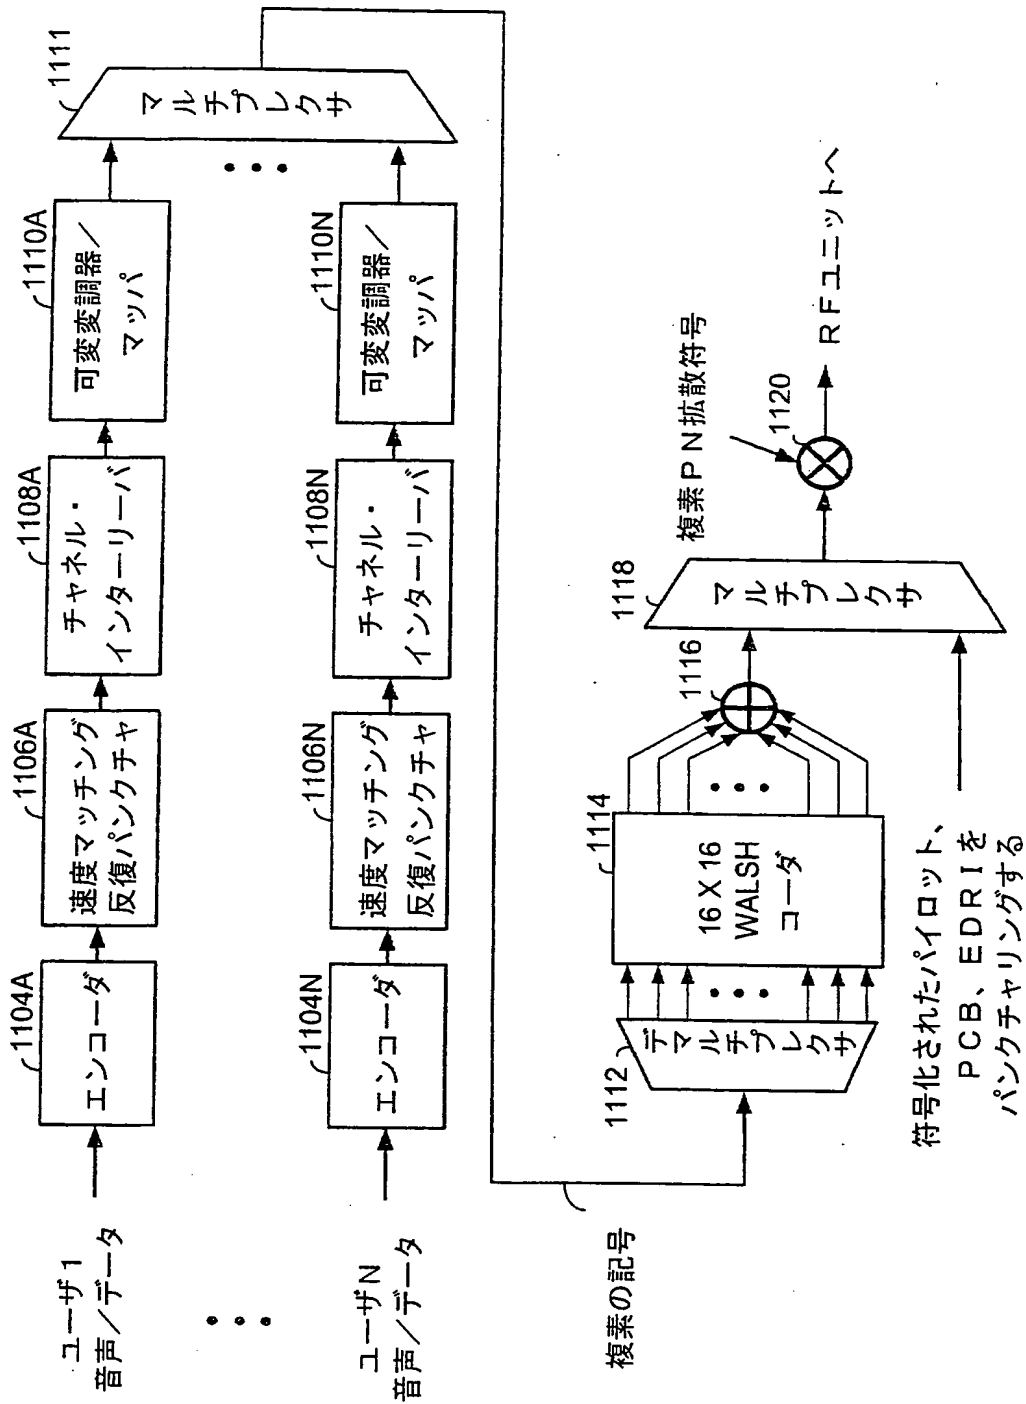 ユーザ1
音声／データ
1104A
エンコーダ
1106A
速度マッチング
反復パンクチャ
1108A
チャネル・
インターリーバ
1110A
可変変調器／
マッパ
1111
マルチプレクサ
ユーザN
音声／データ
1104N
エンコーダ
1106N
速度マッチング
反復パンクチャ
1108N
チャネル・
インターリーバ
1110N
可変変調器／
マッパ
複素の記号
1112
デマルチプレクサ
1114
16 X 16
WALSH
コーダ
1116
1118
マルチプレクサ
複素PN拡散符号
1120
RFユニットへ
符号化されたパイロット、
PCB、EDRIを
パンクチャリングする